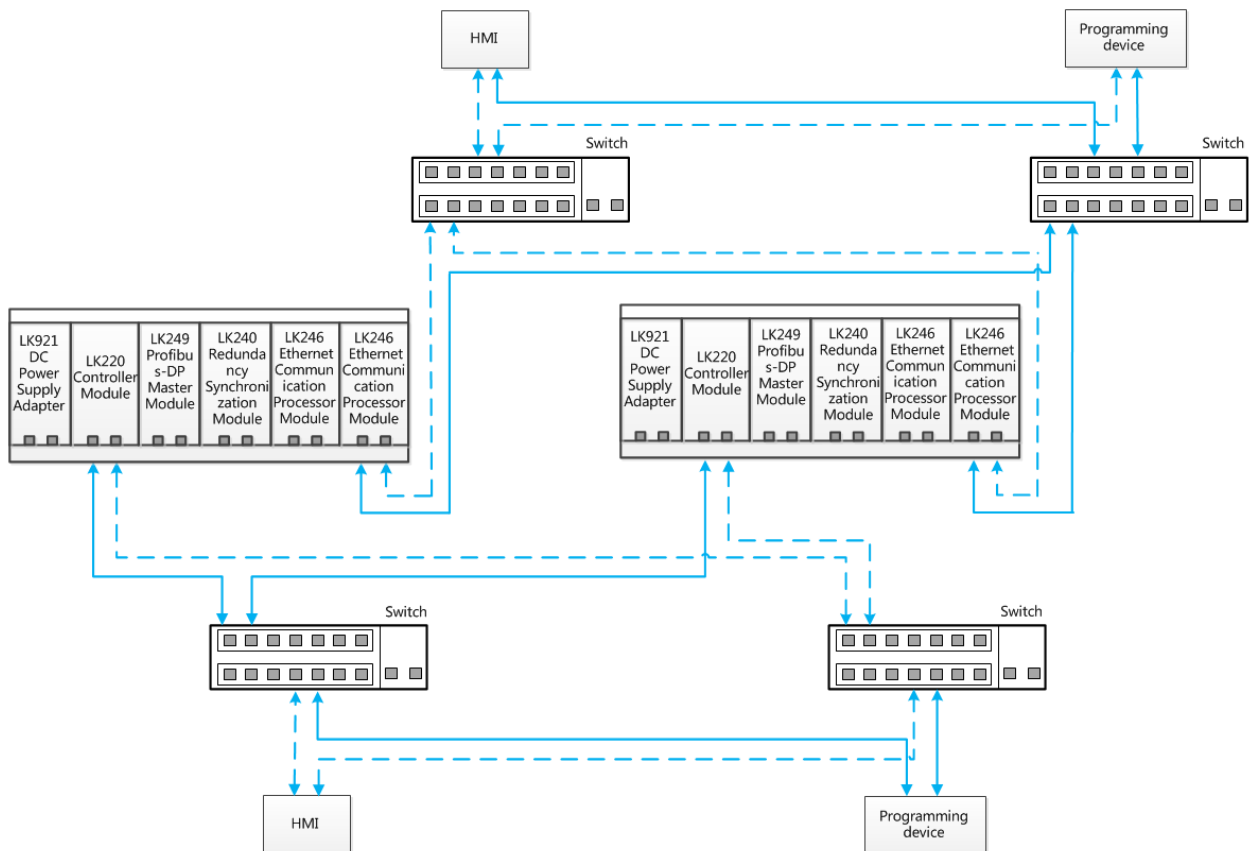 HMI
Programming
device
Switch
Switch
LK921
DC
Power
Supply
Adapter
LK220
Controller
Module
LK249
Profibu
s-DP
Master
Module
LK240
Redunda
ncy
Synchroni
zation
Module
LK246
Ethernet
Commun
ication
Processor
Module
LK246
Ethernet
Communi
cation
Processor
Module
LK921
DC
Power
Supply
Adapter
LK220
Controller
Module
LK249
Profibu
s-DP
Master
Module
LK240
Redunda
ncy
Synchroni
zation
Module
LK246
Ethernet
Commun
ication
Processor
Module
LK246
Ethernet
Communi
cation
Processor
Module
Switch
Switch
HMI
Programming
device